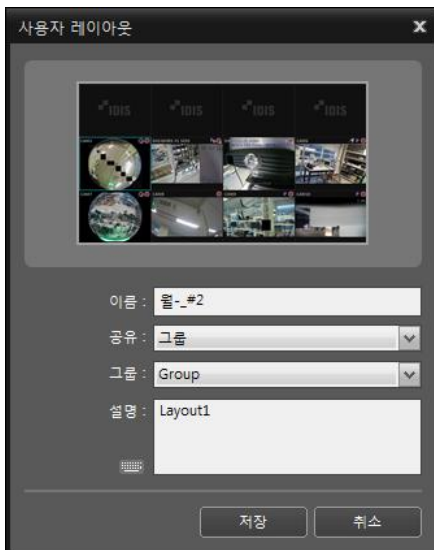 사용자 레이아웃
IDIS IDIS IDIS IDIS
이름 : 월-_#2
공유 : 그룹
그룹 : Group
설명 : Layout1
저장 취소